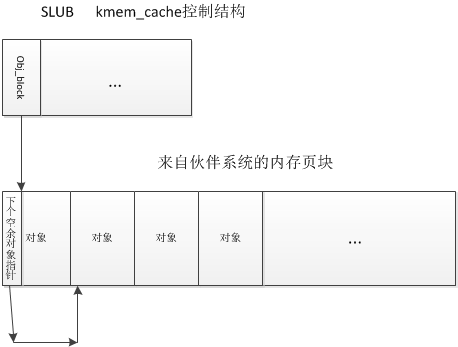 SLUB kmem_cache控制结构
Obj_block
...
来自伙伴系统的内存页块
下个空余对象指针
对象
对象
对象
对象
...